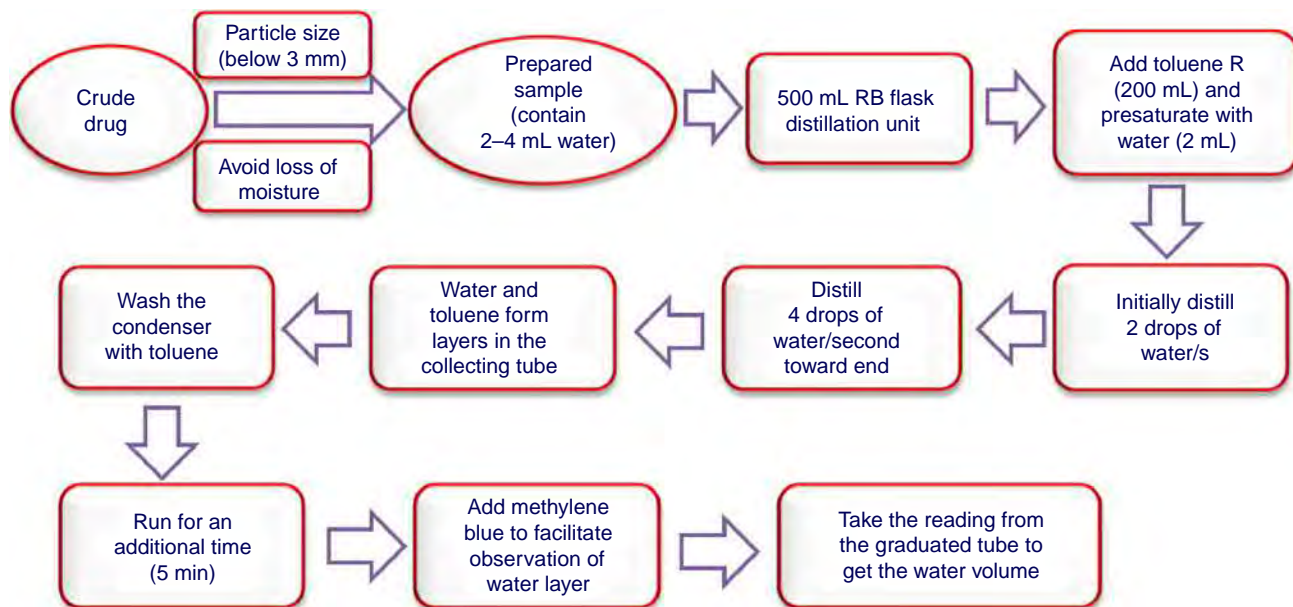 Particle size
(below 3 mm)
Crude
drug
Avoid loss of
moisture
Prepared
sample
(contain
2–4 mL water)
500 mL RB flask
distillation unit
Add toluene R
(200 mL) and
presaturate with
water (2 mL)
Initially distill
2 drops of
water/s
Distill
4 drops of
water/second
toward end
Water and
toluene form
layers in the
collecting tube
Wash the
condenser
with toluene
Run for an
additional time
(5 min)
Add methylene
blue to facilitate
observation of
water layer
Take the reading from
the graduated tube to
get the water volume